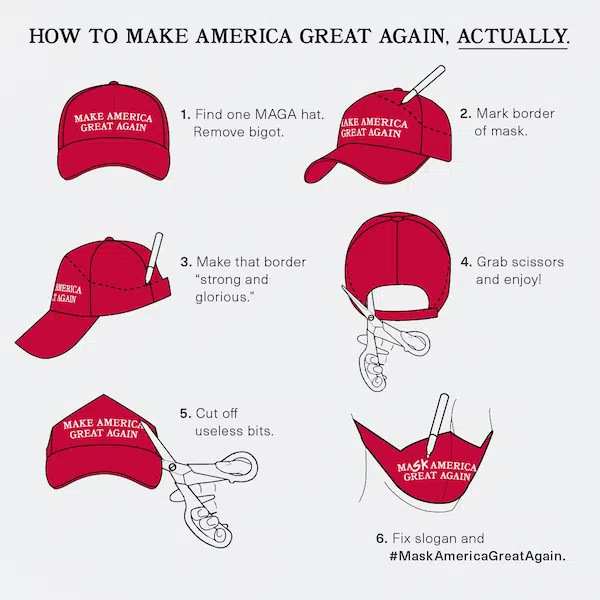 HOW TO MAKE AMERICA GREAT AGAIN, ACTUALLY.
MAKE AMERICA
GREAT AGAIN
1. Find one MAGA hat.
Remove bigot.
MAKE AMERICA
GREAT AGAIN
2. Mark border
of mask.
AMERICA
AGAIN
3. Make that border
“strong and
glorious.”
4. Grab scissors
and enjoy!
MAKE AMERICA
GREAT AGAIN
5. Cut off
useless bits.
MASK AMERICA
GREAT AGAIN
6. Fix slogan and
#MaskAmericaGreatAgain.